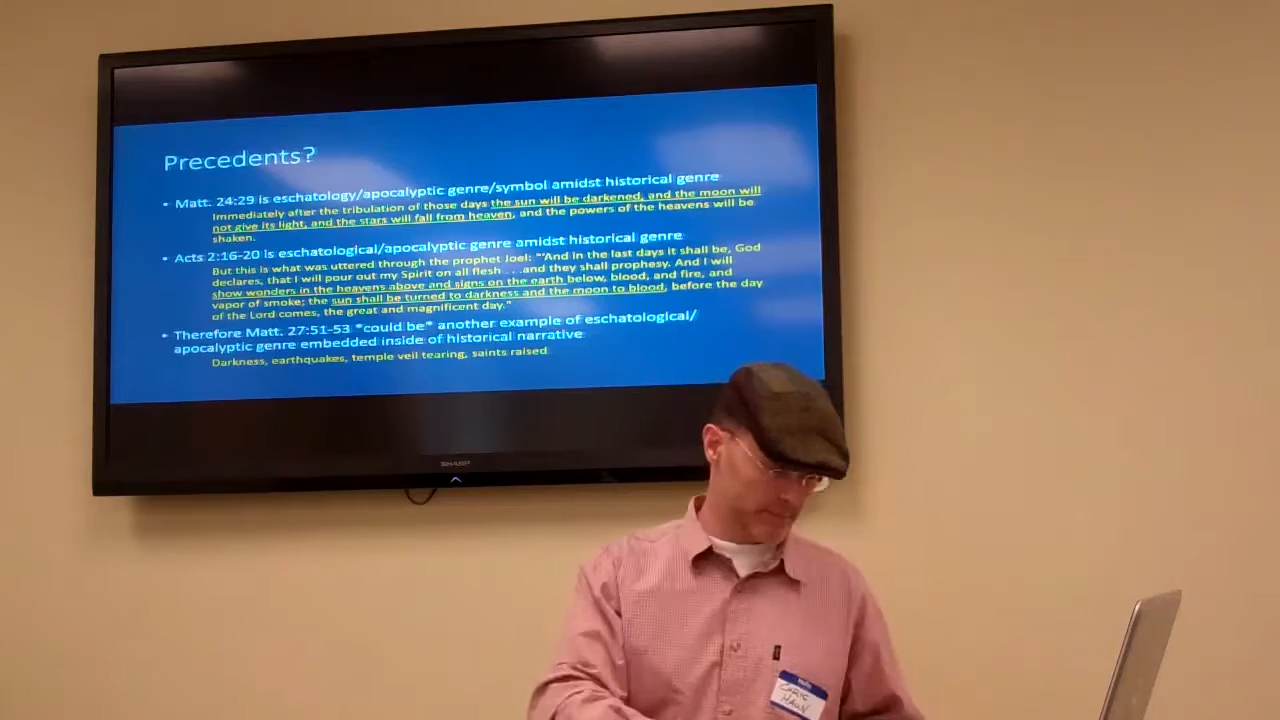 Precedents?
• Matt. 24:29 is eschatology/apocalyptic genre/symbol amidst historical genre
Immediately after the tribulation of those days the sun will be darkened, and the moon will
not give its light, and the stars will fall from heaven, and the powers of the heavens will be
shaken.
• Acts 2:16-20 is eschatological/apocalyptic genre amidst historical genre
But this is what was uttered through the prophet Joel: "'And in the last days it shall be, God
declares, that I will pour out my Spirit on all flesh . . .and they shall prophesy. And I will
show wonders in the heavens above and signs on the earth below, blood, and fire, and
vapor of smoke; the sun shall be turned to darkness and the moon to blood, before the day
of the Lord comes, the great and magnificent day."
• Therefore Matt. 27:51-53 *could be* another example of eschatological/
apocalyptic genre embedded inside of historical narrative
Darkness, earthquakes, temple veil tearing, saints raised
SHARP
Hello